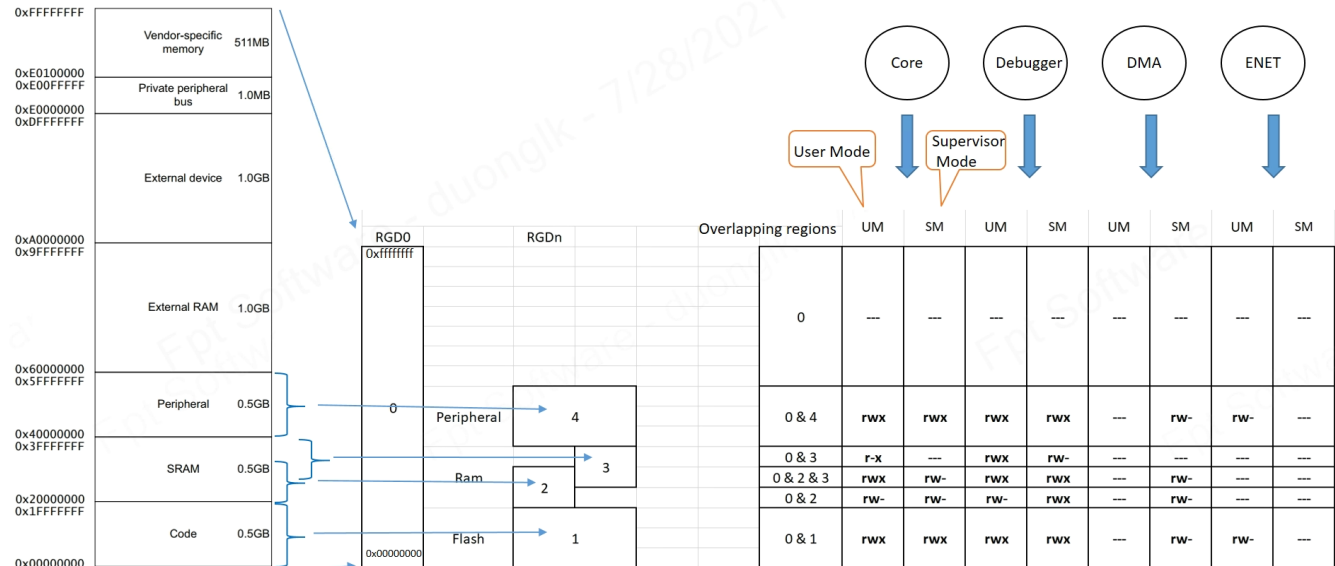 0xFFFFFFFF
Vendor-specific
memory
511MB
0xE0100000
0xE00FFFFF
Private peripheral
bus
1.0MB
0xE0000000
0xDFFFFFFF
External device
1.0GB
0xA0000000
0x9FFFFFFF
External RAM
1.0GB
0x60000000
0x5FFFFFFF
Peripheral
0.5GB
0x40000000
0x3FFFFFFF
SRAM
0.5GB
0x20000000
0x1FFFFFFF
Code
0.5GB
0x00000000
RGD0
RGDn
0xffffffff
0
0x00000000
Peripheral
4
3
Ram
2
Flash
1
Core
Debugger
DMA
ENET
User Mode
Supervisor
Mode
Overlapping regions UM SM UM SM UM SM UM SM
0 --- --- --- --- --- --- --- ---
0 & 4 rwx rwx rwx rwx --- rw- rw- ---
0 & 3 r-x --- rwx rw- --- --- --- ---
0 & 2 & 3 rwx rw- rwx rwx --- rw- --- ---
0 & 2 rw- rw- rw- rwx --- rw- --- ---
0 & 1 rwx rwx rwx rwx --- rw- rw- ---
Fpt Software - duonglk - 7/28/2021
Fpt Software